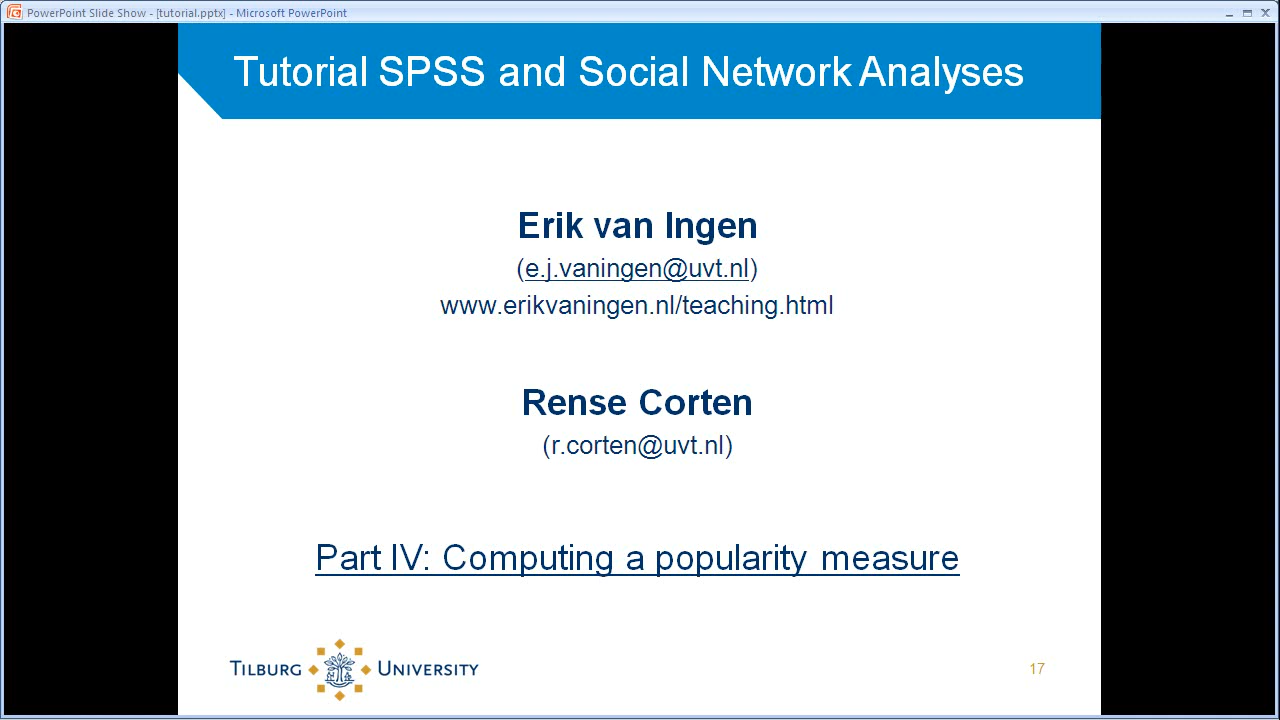 PowerPoint Slide Show - [tutorial.pptx] - Microsoft PowerPoint
Tutorial SPSS and Social Network Analyses
Erik van Ingen
(e.j.vaningen@uvt.nl)
www.erikvaningen.nl/teaching.html
Rense Corten
(r.corten@uvt.nl)
Part IV: Computing a popularity measure
TILBURG UNIVERSITY
17